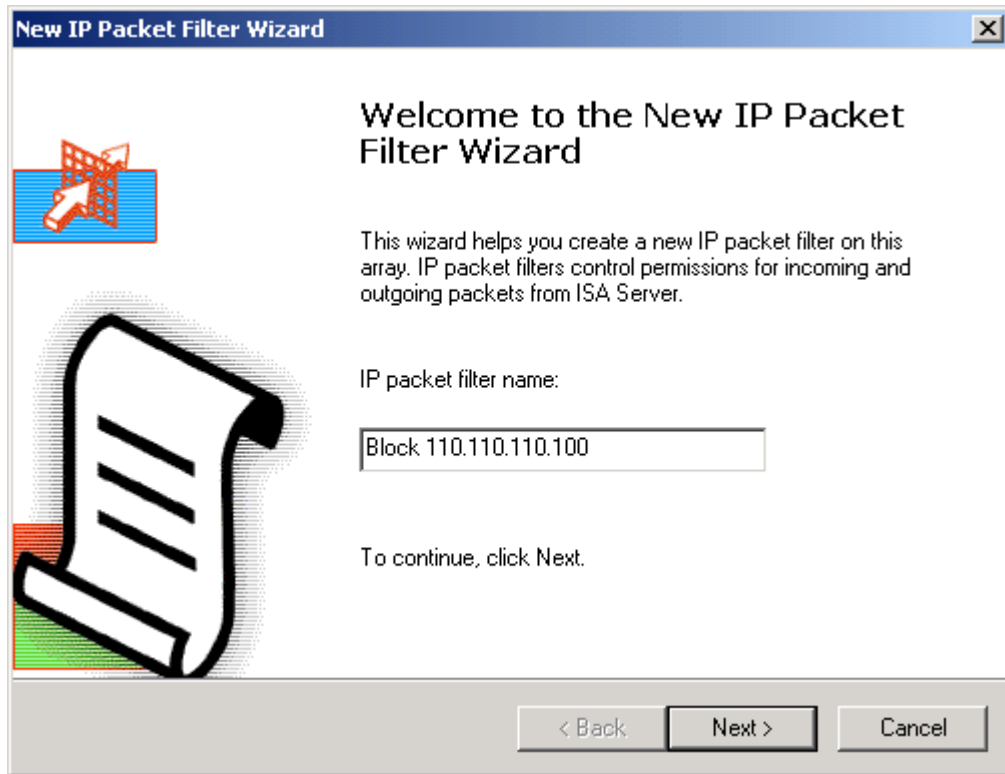 New IP Packet Filter Wizard
Welcome to the New IP Packet
Filter Wizard
This wizard helps you create a new IP packet filter on this
array. IP packet filters control permissions for incoming and
outgoing packets from ISA Server.
IP packet filter name:
Block 110.110.110.100
To continue, click Next.
< Back
Next >
Cancel